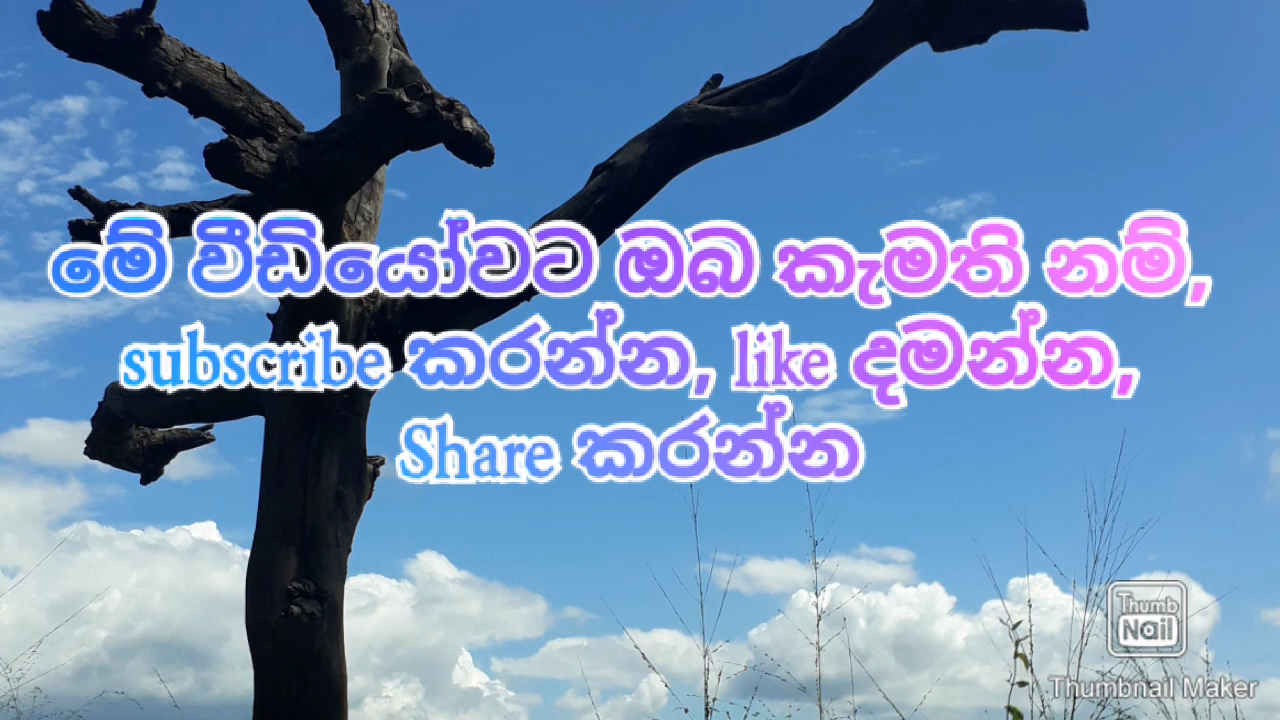 මේ වීඩියෝවට ඔබ කැමති නම්,
subscribe කරන්න, like දමන්න,
Share කරන්න
Thumb
Nail
Thumbnail Maker